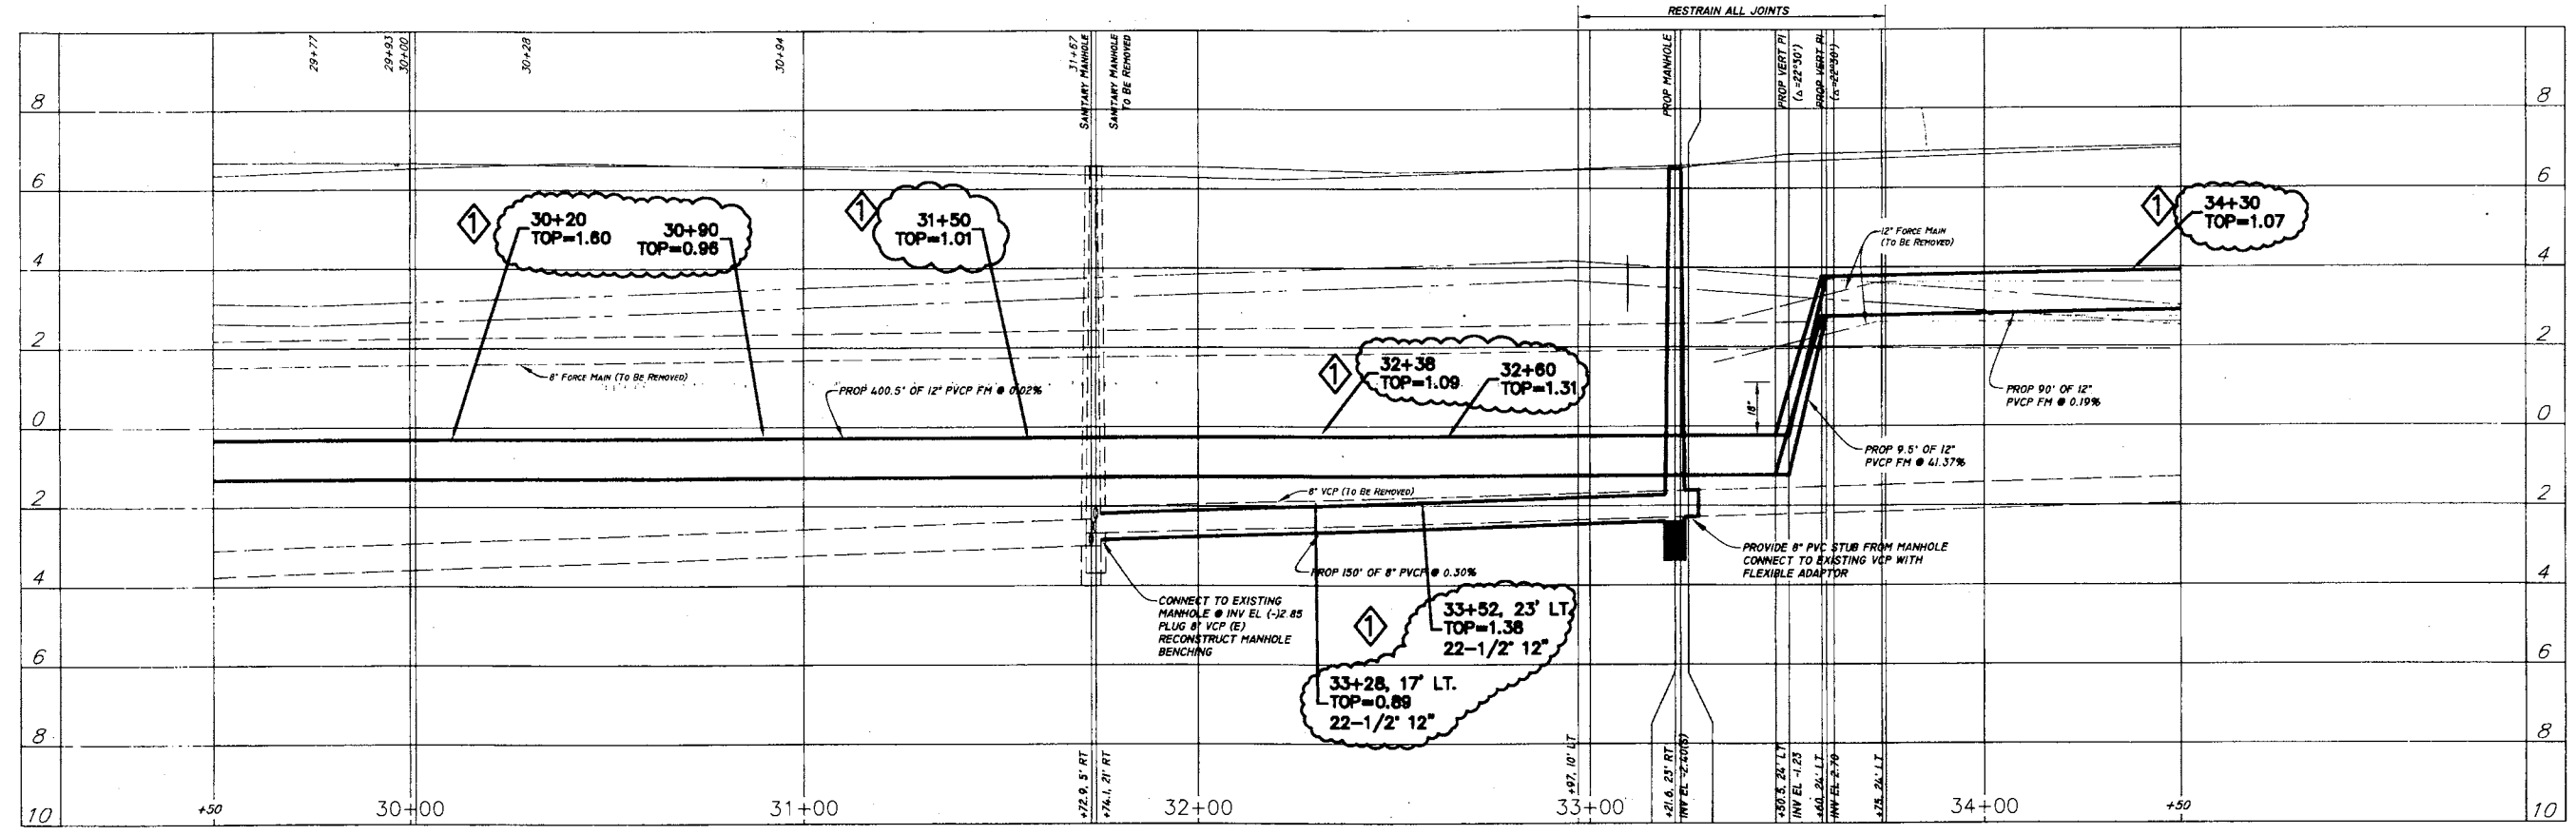 RESTRAIN ALL JOINTS
29+77
29+93
30+00
30+28
30+94
31+67
SANITARY MANHOLE
SANITARY MANHOLE
TO BE REMOVED
PROP MANHOLE
PROP VERT PI
(Δ=22°30')
PROP VERT PI
(Δ=22°30')
8
8
6
6
4
4
2
2
0
0
2
2
4
4
6
6
8
8
10
10
1
30+20
TOP=1.60
30+90
TOP=0.96
1
31+50
TOP=1.01
1
34+30
TOP=1.07
12" FORCE MAIN
(TO BE REMOVED)
8" FORCE MAIN (TO BE REMOVED)
PROP 400.5' OF 12" PVCP FM @ 0.02%
1
32+38
TOP=1.09
32+60
TOP=1.31
18"
PROP 90' OF 12"
PVCP FM @ 0.19%
PROP 9.5' OF 12"
PVCP FM @ 41.37%
8" VCP (TO BE REMOVED)
PROP 150' OF 8" PVCP @ 0.30%
PROVIDE 8" PVC STUB FROM MANHOLE
CONNECT TO EXISTING VCP WITH
FLEXIBLE ADAPTOR
CONNECT TO EXISTING
MANHOLE @ INV EL (-)2.85
PLUG 8" VCP (E)
RECONSTRUCT MANHOLE
BENCHING
1
33+52, 23' LT.
TOP=1.38
22-1/2° 12"
33+28, 17' LT.
TOP=0.89
22-1/2° 12"
+72.9, 5' RT
+74.1, 21' RT
+97, 10' LT
+21.6, 23' RT
INV EL -2.40(S)
+50.5, 24' LT
INV EL -1.23
+60, 24' LT
INV EL 2.70
+75, 24' LT
+50
30+00
31+00
32+00
33+00
34+00
+50